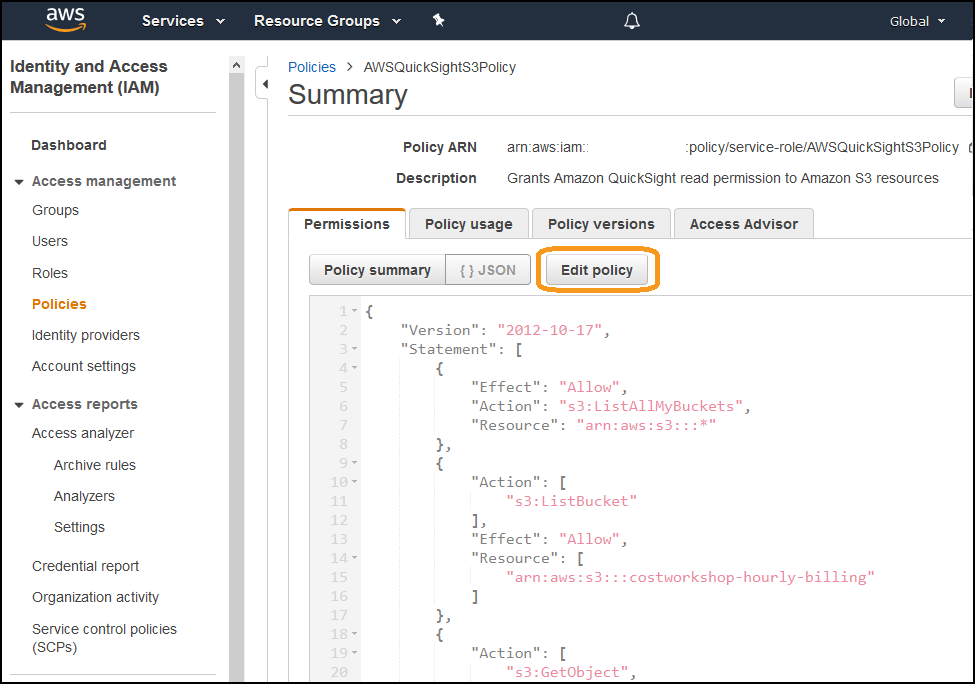 aws Services Resource Groups Global
Identity and Access
Management (IAM)
Dashboard
Access management
Groups
Users
Roles
Policies
Identity providers
Account settings
Access reports
Access analyzer
Archive rules
Analyzers
Settings
Credential report
Organization activity
Service control policies
(SCPs)
Policies > AWSQuickSightS3Policy
Summary
Policy ARN arn:aws:iam:: :policy/service-role/AWSQuickSightS3Policy
Description Grants Amazon QuickSight read permission to Amazon S3 resources
Permissions Policy usage Policy versions Access Advisor
Policy summary { } JSON Edit policy
1 {
2 "Version": "2012-10-17",
3 "Statement": [
4 {
5 "Effect": "Allow",
6 "Action": "s3:ListAllMyBuckets",
7 "Resource": "arn:aws:s3:::*"
8 },
9 {
10 "Action": [
11 "s3:ListBucket"
12 ],
13 "Effect": "Allow",
14 "Resource": [
15 "arn:aws:s3:::costworkshop-hourly-billing"
16 ]
17 },
18 {
19 "Action": [
20 "s3:GetObject",